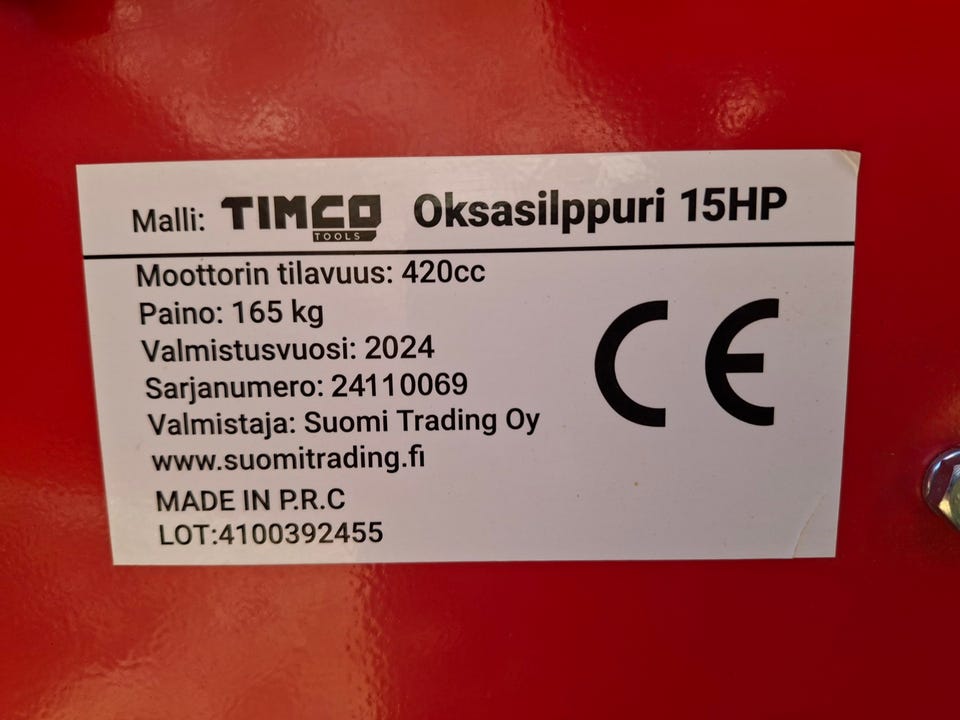 Malli: TIMCO TOOLS Oksasilppuri 15HP
Moottorin tilavuus: 420cc
Paino: 165 kg
Valmistusvuosi: 2024
Sarjanumero: 24110069
Valmistaja: Suomi Trading Oy
www.suomitrading.fi
MADE IN P.R.C
LOT:4100392455
CE